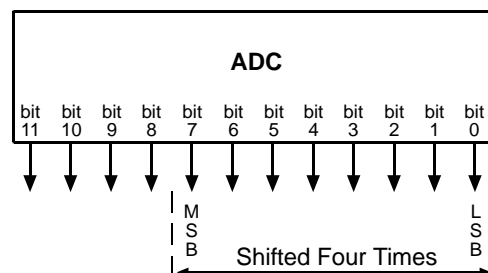 ADC
bit bit bit bit bit bit bit bit bit bit bit bit
11 10 9 8 7 6 5 4 3 2 1 0
MSB LSB
Shifted Four Times